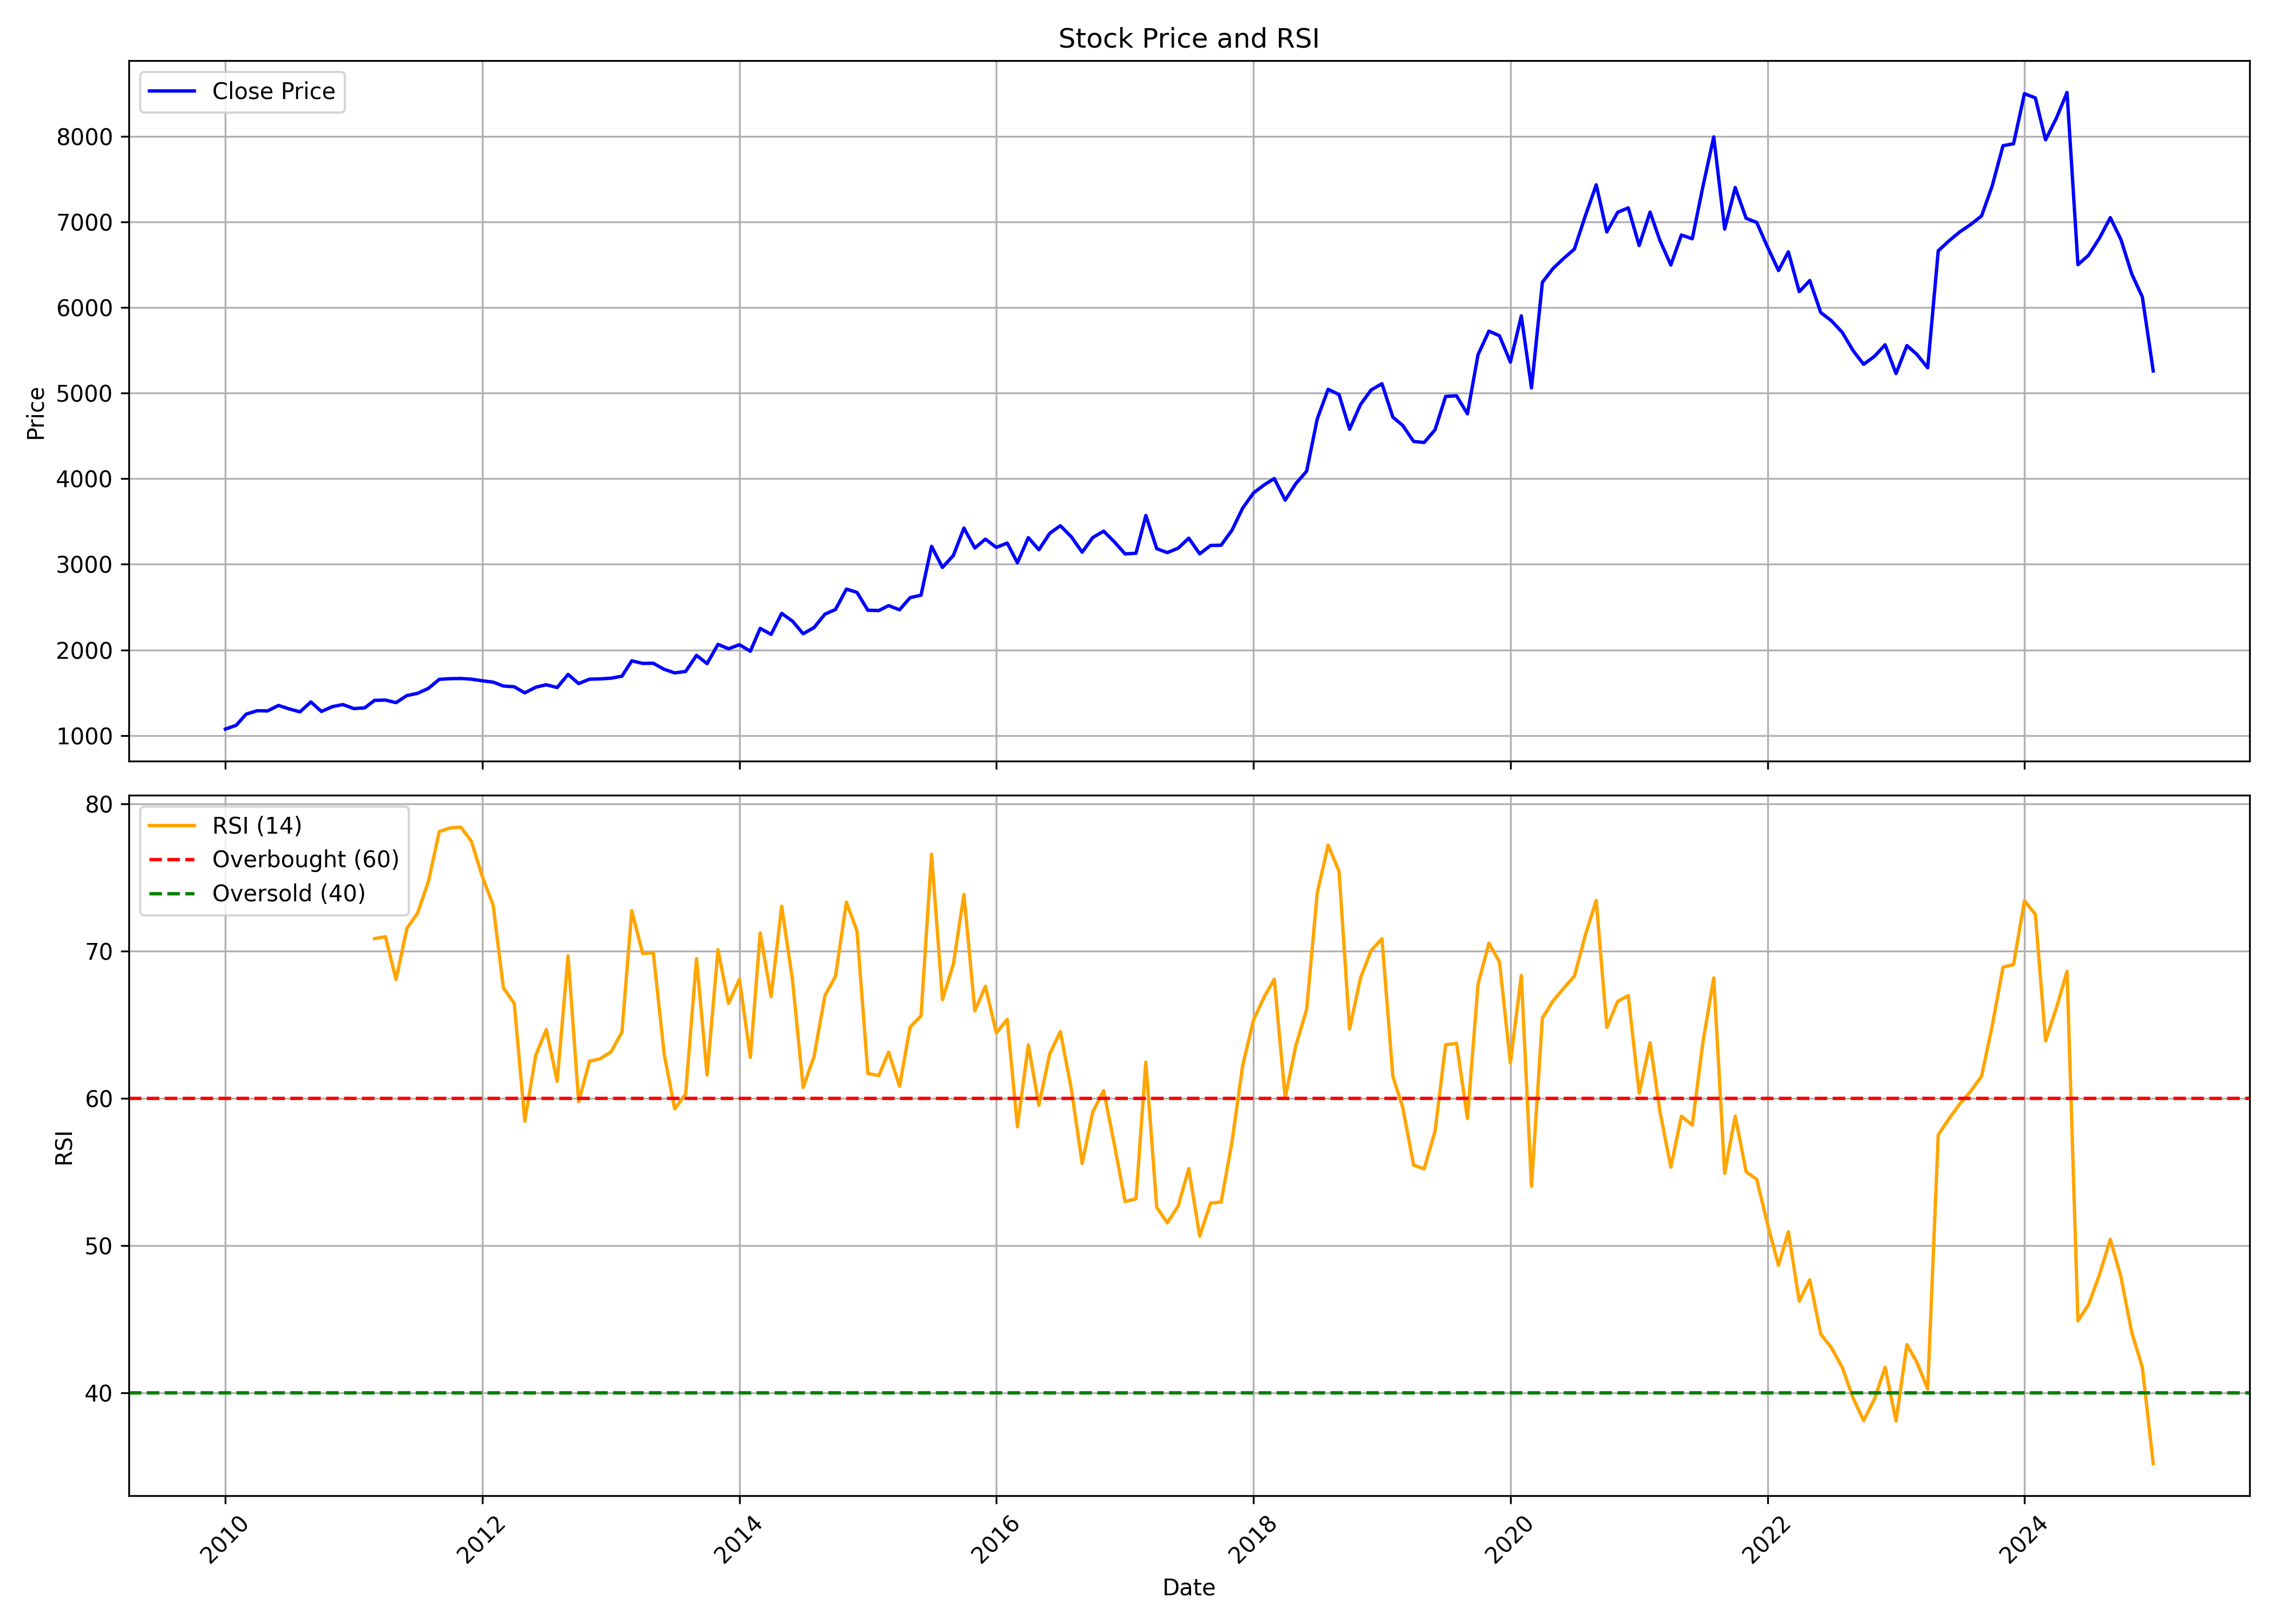 Stock Price and RSI
Close Price
8000
7000
6000
5000
4000
3000
2000
1000
Price
RSI (14)
Overbought (60)
Oversold (40)
80
70
60
50
40
RSI
2010 2012 2014 2016 2018 2020 2022 2024
Date